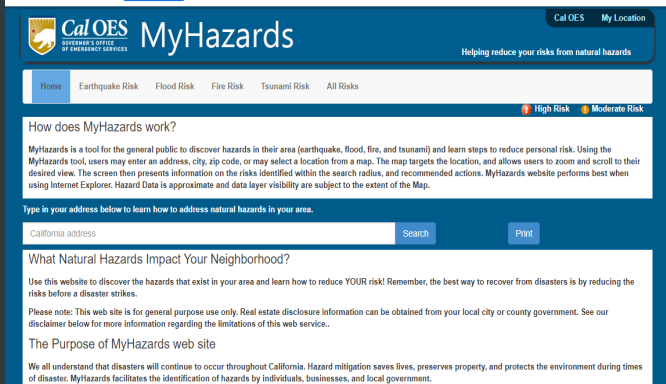 Cal OES My Location
Cal OES
GOVERNOR'S OFFICE
OF EMERGENCY SERVICES
MyHazards
Helping reduce your risks from natural hazards
Home Earthquake Risk Flood Risk Fire Risk Tsunami Risk All Risks
High Risk Moderate Risk
How does MyHazards work?
MyHazards is a tool for the general public to discover hazards in their area (earthquake, flood, fire, and tsunami) and learn steps to reduce personal risk. Using the
MyHazards tool, users may enter an address, city, zip code, or may select a location from a map. The map targets the location, and allows users to zoom and scroll to their
desired view. The screen then presents information on the risks identified within the search radius, and recommended actions. MyHazards website performs best when
using Internet Explorer. Hazard Data is approximate and data layer visibility are subject to the extent of the Map.
Type in your address below to learn how to address natural hazards in your area.
California address Search Print
What Natural Hazards Impact Your Neighborhood?
Use this website to discover the hazards that exist in your area and learn how to reduce YOUR risk! Remember, the best way to recover from disasters is by reducing the
risks before a disaster strikes.
Please note: This web site is for general purpose use only. Real estate disclosure information can be obtained from your local city or county government. See our
disclaimer below for more information regarding the limitations of this web service..
The Purpose of MyHazards web site
We all understand that disasters will continue to occur throughout California. Hazard mitigation saves lives, preserves property, and protects the environment during times
of disaster. MyHazards facilitates the identification of hazards by individuals, businesses, and local government.